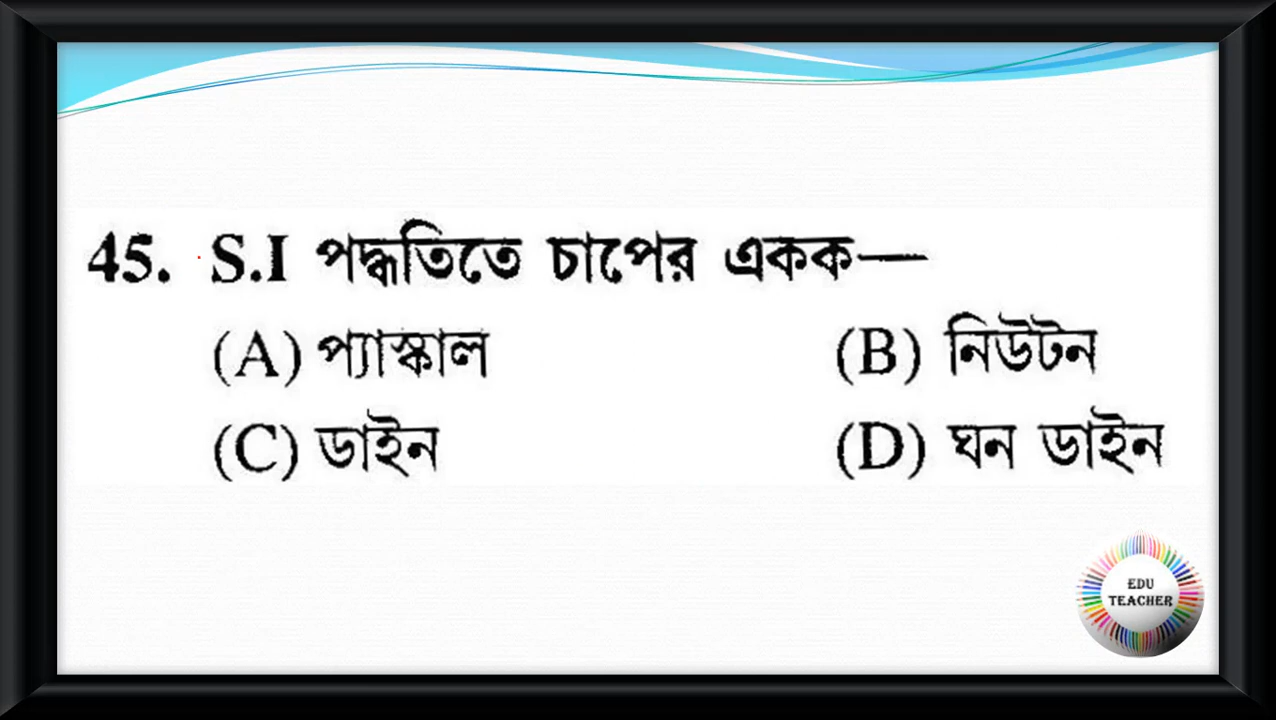 45. S.I পদ্ধতিতে চাপের একক—
(A) প্যাস্কাল (B) নিউটন
(C) ডাইন (D) ঘন ডাইন
EDU
TEACHER